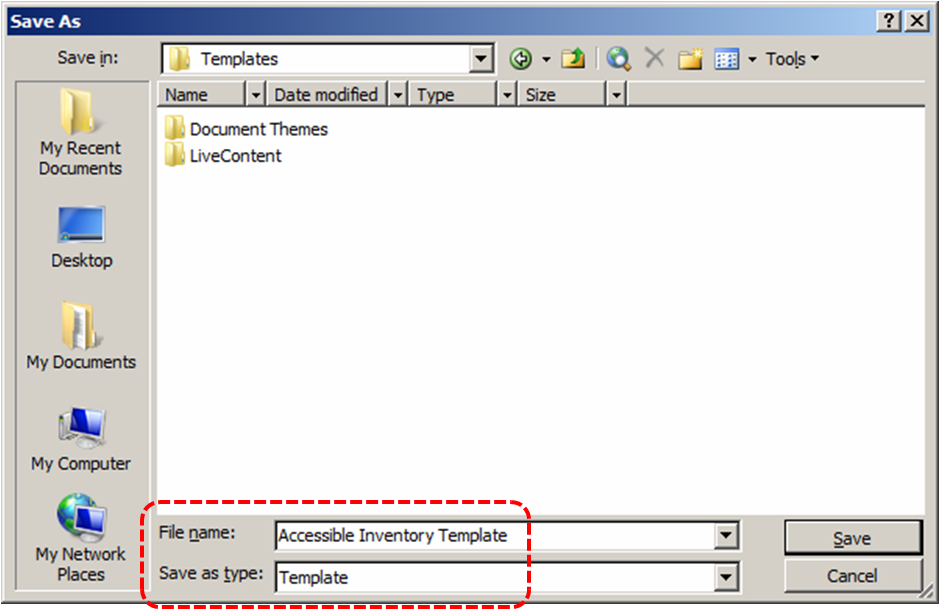 Save As
Save in:
Templates
Tools
Name
Date modified
Type
Size
Document Themes
LiveContent
My Recent
Documents
Desktop
My Documents
My Computer
My Network
Places
File name:
Accessible Inventory Template
Save as type:
Template
Save
Cancel